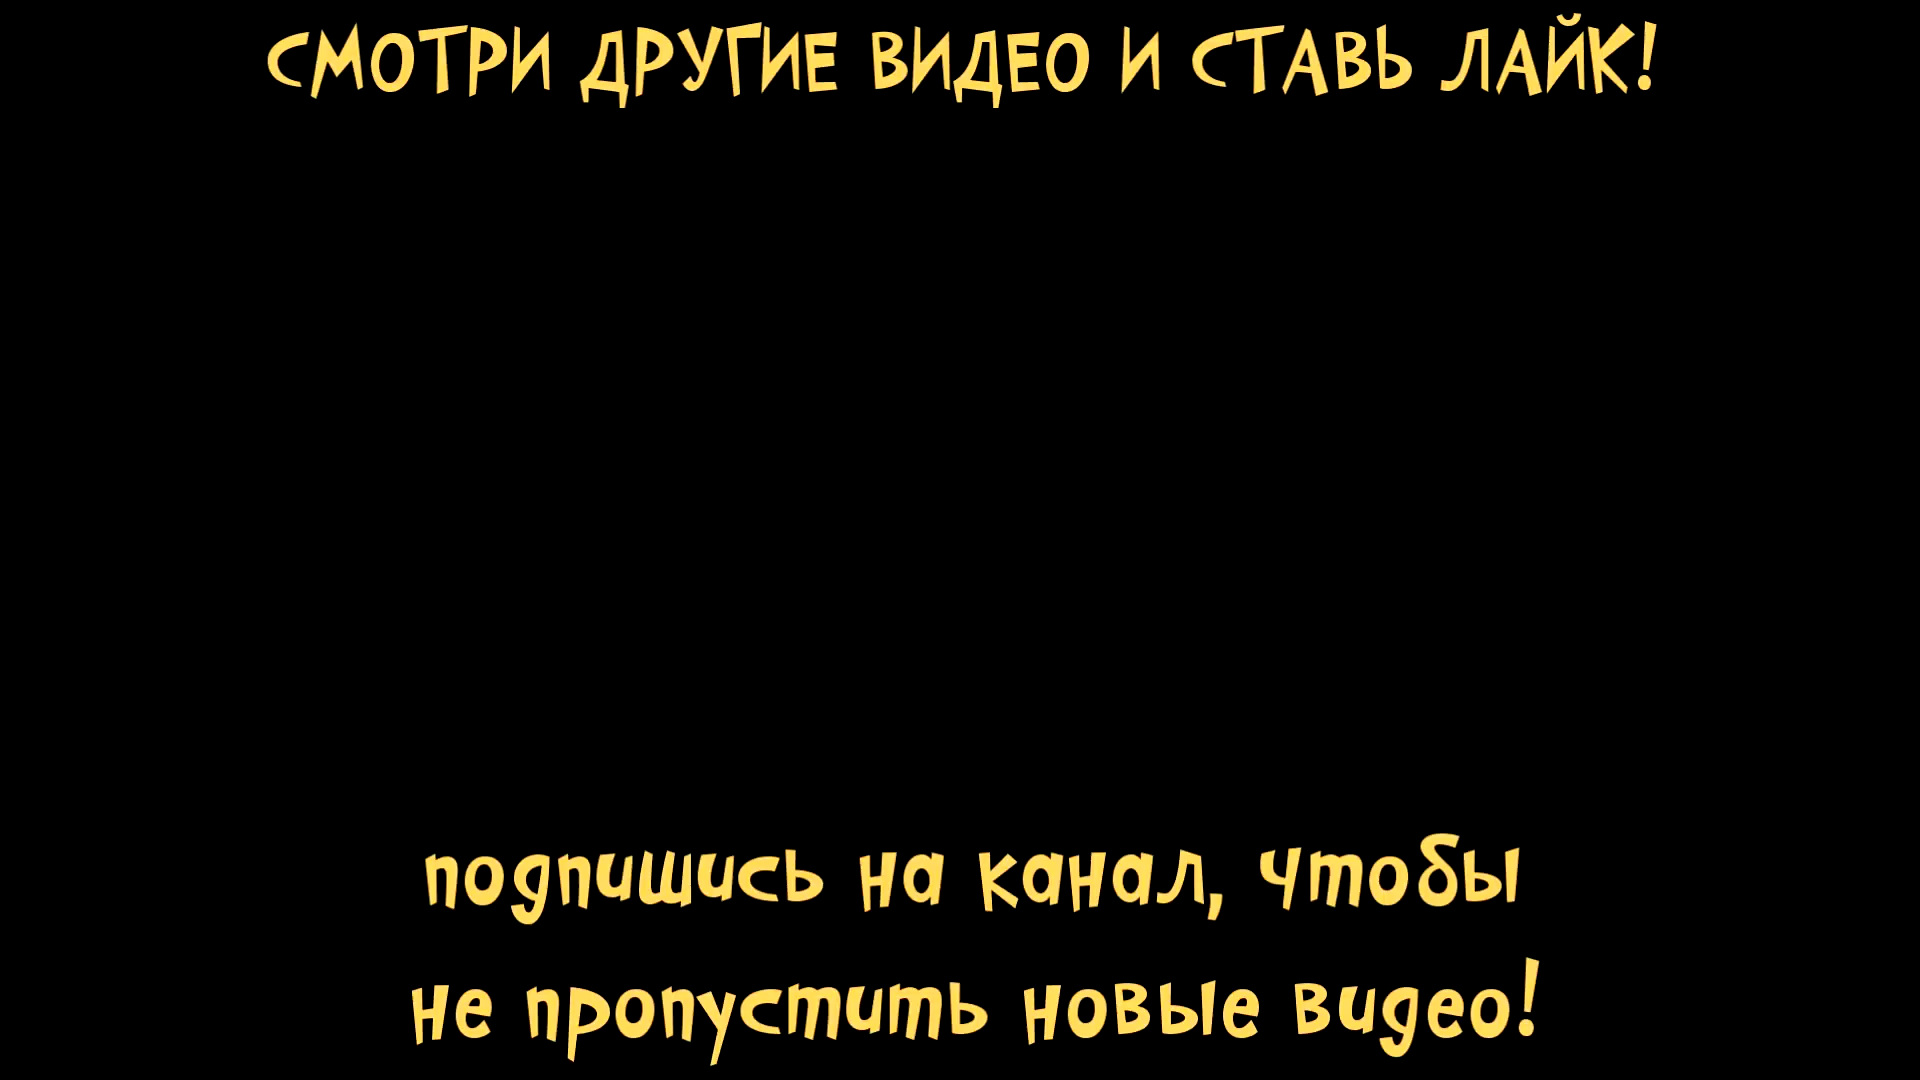 СМОТРИ ДРУГИЕ ВИДЕО И СТАВЬ ЛАЙК!
подпишись на канал, чтобы
не пропустить новые видео!